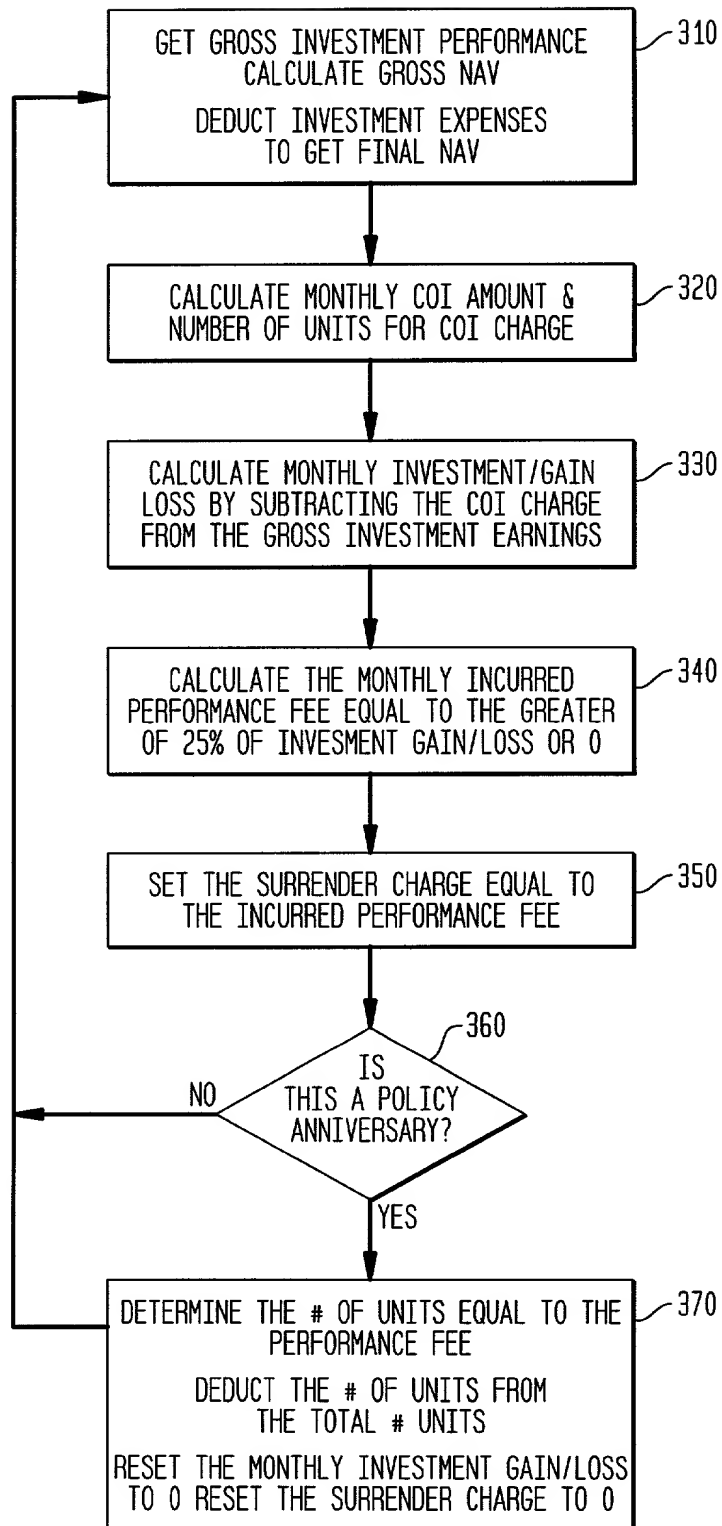 GET GROSS INVESTMENT PERFORMANCE
CALCULATE GROSS NAV
DEDUCT INVESTMENT EXPENSES
TO GET FINAL NAV
310
CALCULATE MONTHLY COI AMOUNT &
NUMBER OF UNITS FOR COI CHARGE
320
CALCULATE MONTHLY INVESTMENT/GAIN
LOSS BY SUBTRACTING THE COI CHARGE
FROM THE GROSS INVESTMENT EARNINGS
330
CALCULATE THE MONTHLY INCURRED
PERFORMANCE FEE EQUAL TO THE GREATER
OF 25% OF INVESMENT GAIN/LOSS OR 0
340
SET THE SURRENDER CHARGE EQUAL TO
THE INCURRED PERFORMANCE FEE
350
IS
THIS A POLICY
ANNIVERSARY?
360
NO
YES
DETERMINE THE # OF UNITS EQUAL TO THE
PERFORMANCE FEE
DEDUCT THE # OF UNITS FROM
THE TOTAL # UNITS
RESET THE MONTHLY INVESTMENT GAIN/LOSS
TO 0 RESET THE SURRENDER CHARGE TO 0
370